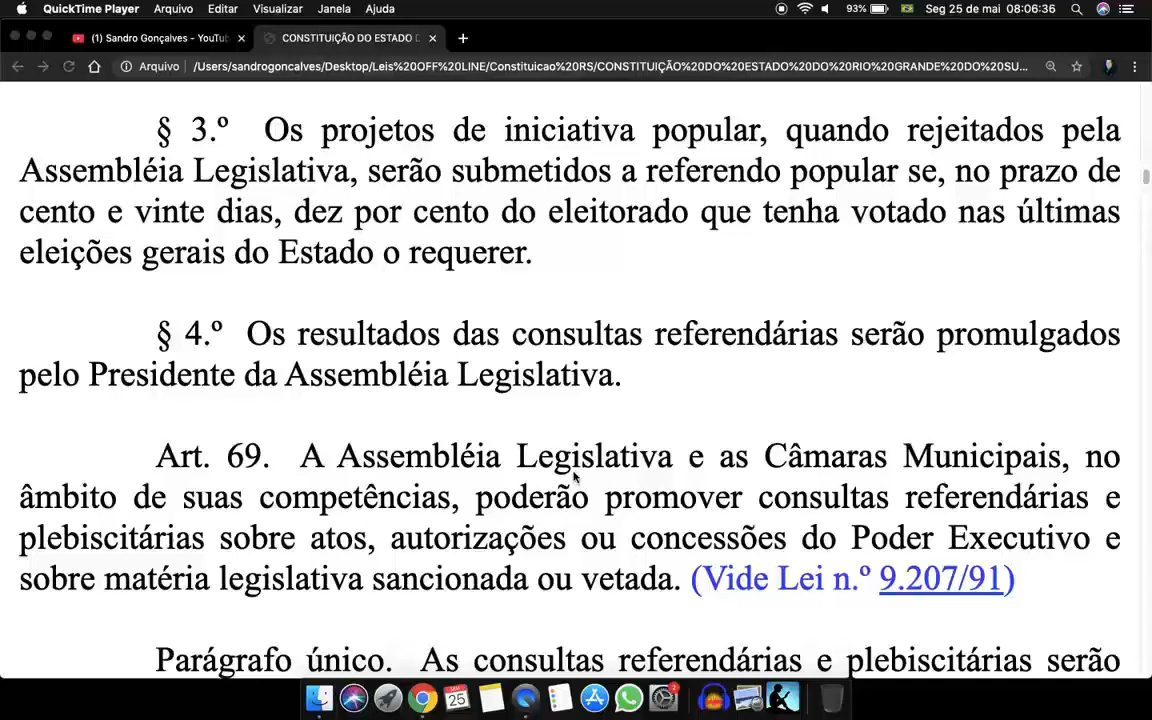 QuickTime Player Arquivo Editar Visualizar Janela Ajuda 93% Seg 25 de mai 08:06:36
(1) Sandro Gonçalves - YouTub CONSTITUIÇÃO DO ESTADO
Arquivo /Users/sandrogoncalves/Desktop/Leis%20OFF%20LINE/Constituicao%20RS/CONSTITUIÇÃO%20DO%20ESTADO%20DO%20RIO%20GRANDE%20DO%20SU...
§ 3.º Os projetos de iniciativa popular, quando rejeitados pela
Assembléia Legislativa, serão submetidos a referendo popular se, no prazo de
cento e vinte dias, dez por cento do eleitorado que tenha votado nas últimas
eleições gerais do Estado o requerer.
§ 4.º Os resultados das consultas referendárias serão promulgados
pelo Presidente da Assembléia Legislativa.
Art. 69. A Assembléia Legislativa e as Câmaras Municipais, no
âmbito de suas competências, poderão promover consultas referendárias e
plebiscitárias sobre atos, autorizações ou concessões do Poder Executivo e
sobre matéria legislativa sancionada ou vetada. (Vide Lei n.º 9.207/91)
Parágrafo único. As consultas referendárias e plebiscitárias serão
25